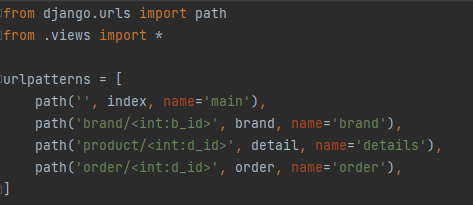 from django.urls import path
from .views import *

urlpatterns = [
    path('', index, name='main'),
    path('brand/<int:b_id>', brand, name='brand'),
    path('product/<int:d_id>', detail, name='details'),
    path('order/<int:d_id>', order, name='order'),
]